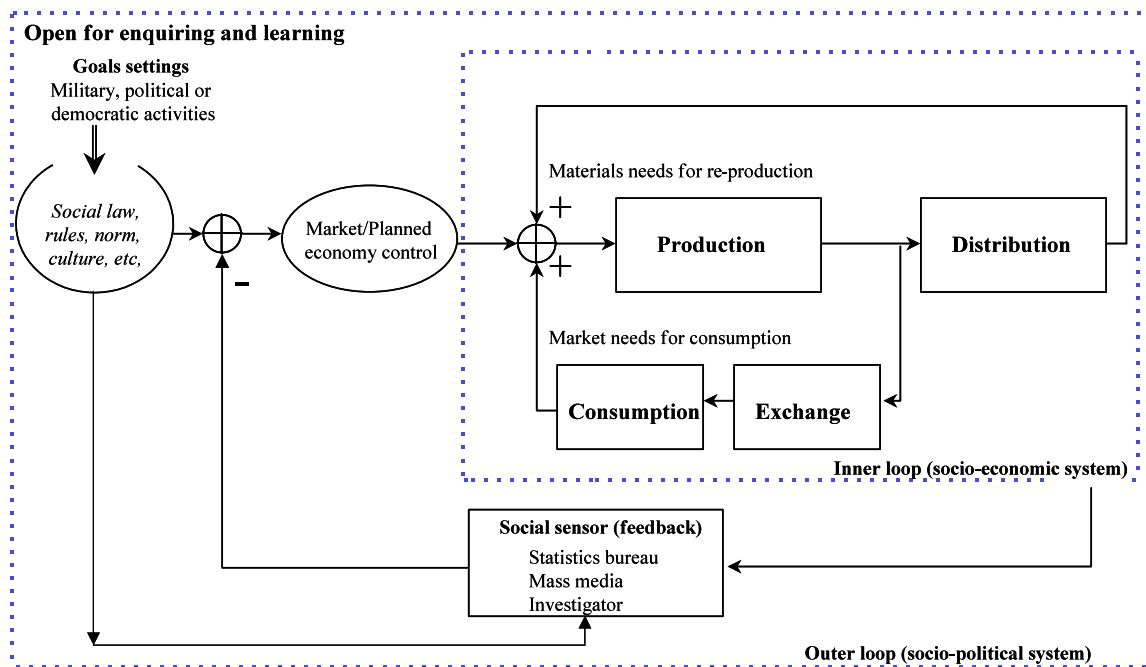 Open for enquiring and learning
Goals settings
Military, political or
democratic activities
Social law,
rules, norm,
culture, etc,
−
Market/Planned
economy control
Materials needs for re-production
+
+
Production
Distribution
Market needs for consumption
Consumption
Exchange
Inner loop (socio-economic system)
Social sensor (feedback)
Statistics bureau
Mass media
Investigator
Outer loop (socio-political system)